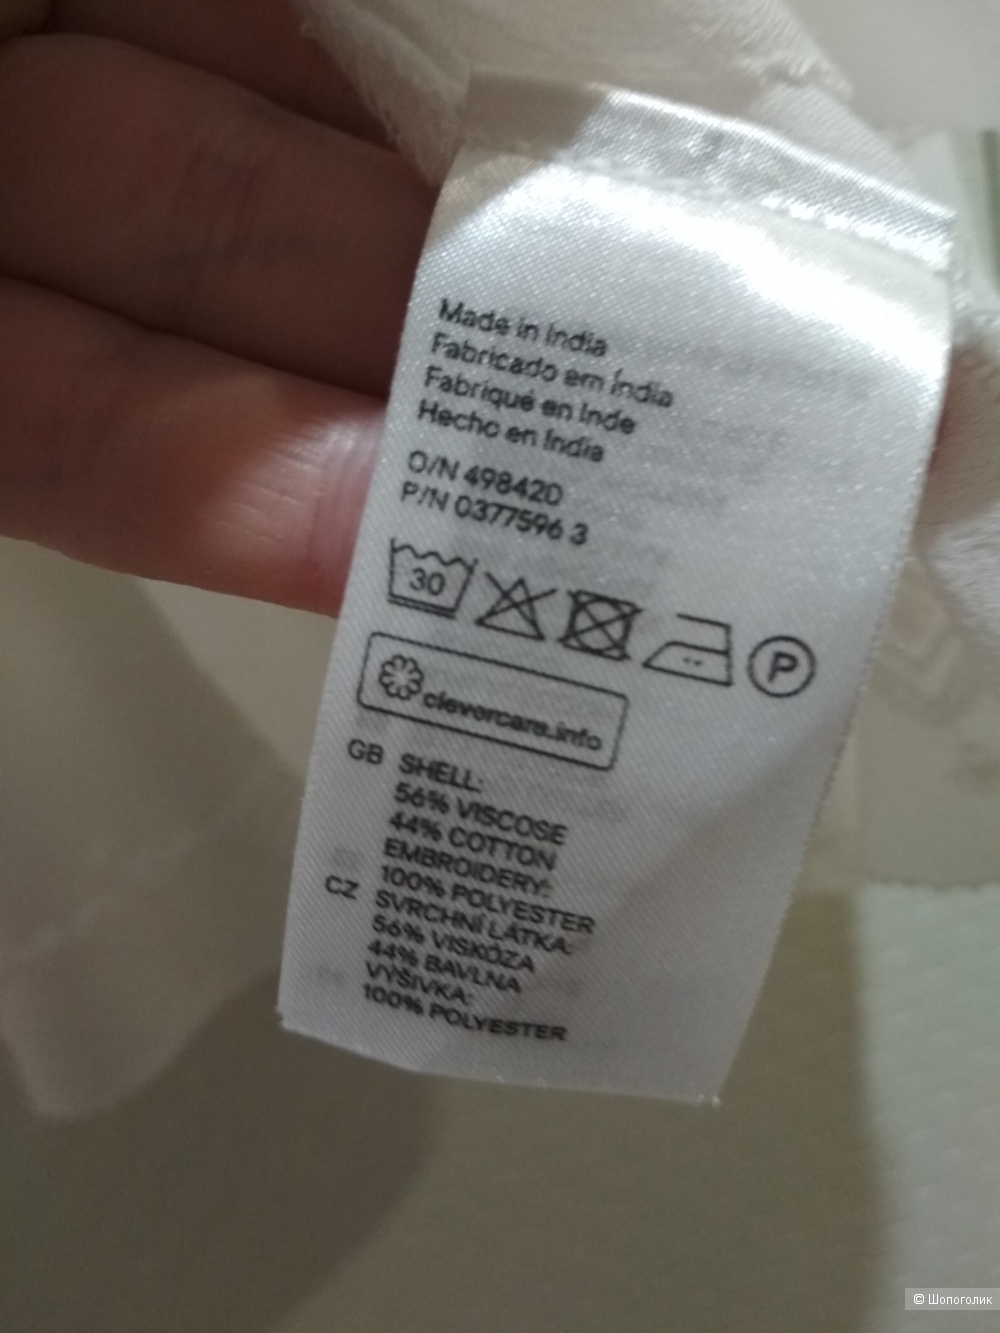 Made in India
Fabricado em Índia
Fabriqué en Inde
Hecho en India
O/N 498420
P/N 0377596 3
30
P
clevercare.info
GB SHELL:
56% VISCOSE
44% COTTON
EMBROIDERY:
100% POLYESTER
CZ SVRCHNÍ LÁTKA:
56% VISKÓZA
44% BAVLNA
VÝŠIVKA:
100% POLYESTER
© Шопоголик